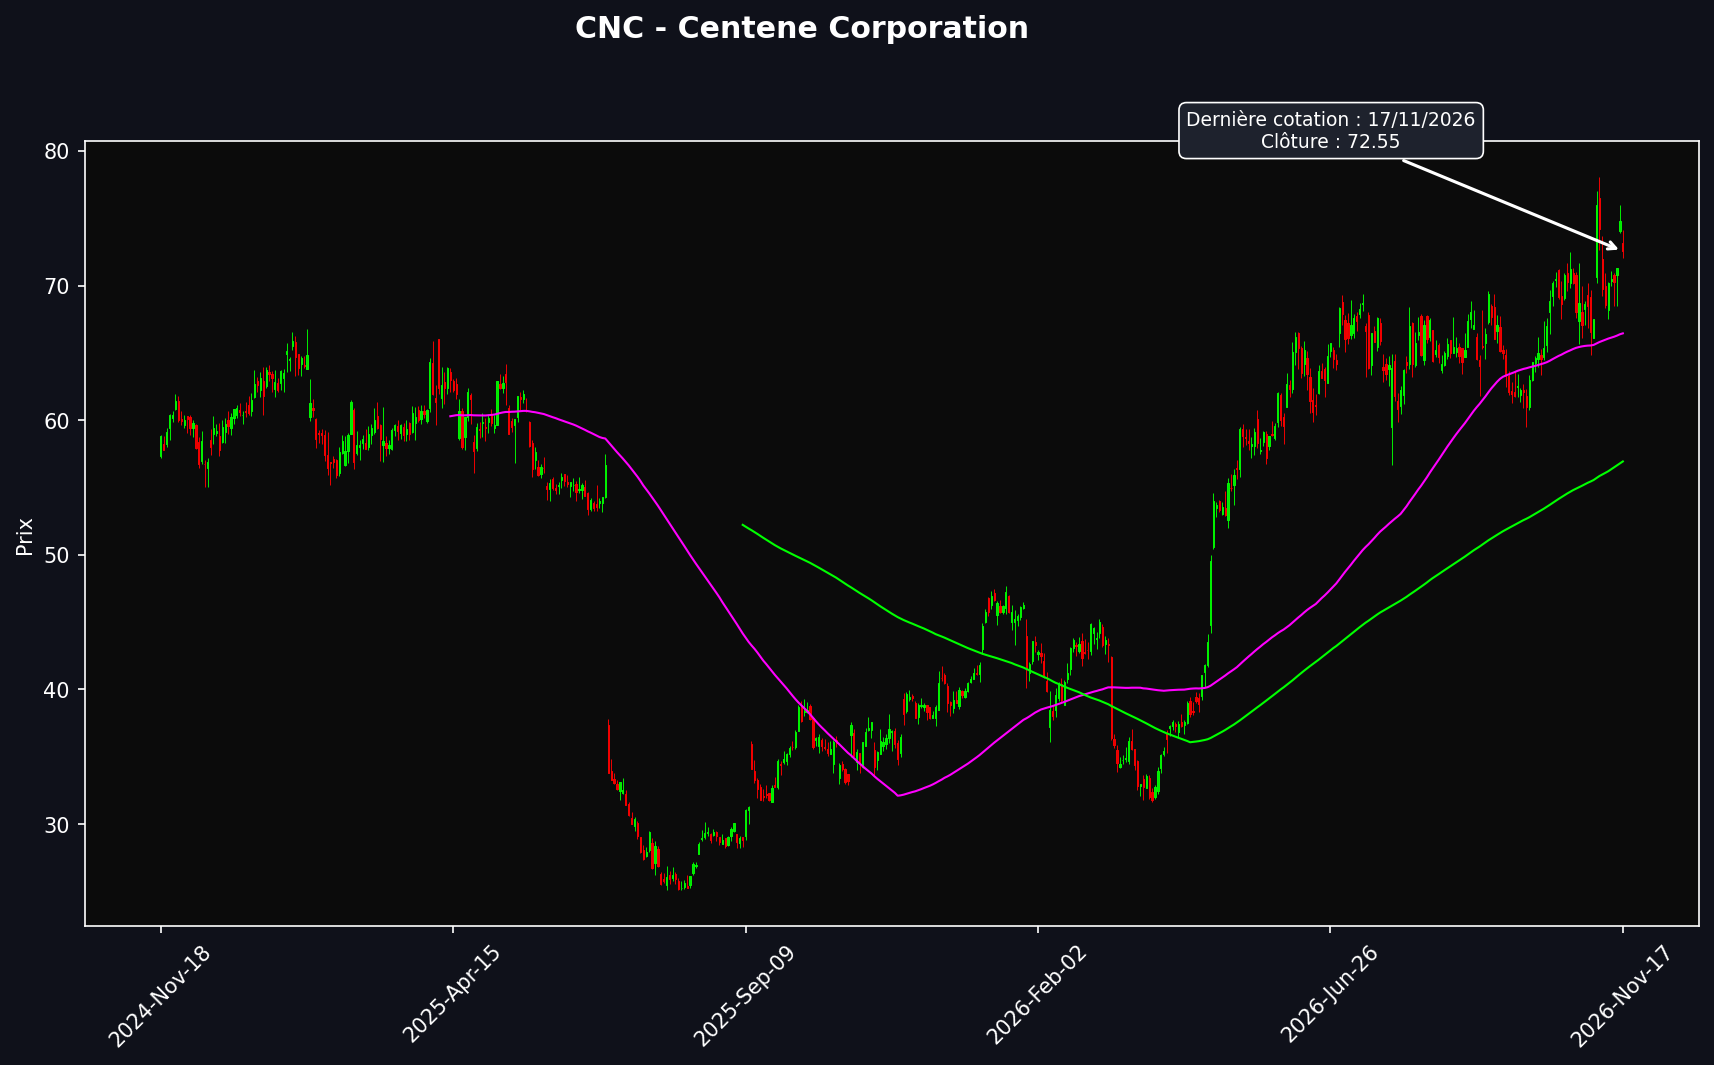 CNC - Centene Corporation
Dernière cotation : 17/11/2026
Clôture : 72.55
Prix
80
70
60
50
40
30
2024-Nov-18
2025-Apr-15
2025-Sep-09
2026-Feb-02
2026-Jun-26
2026-Nov-17